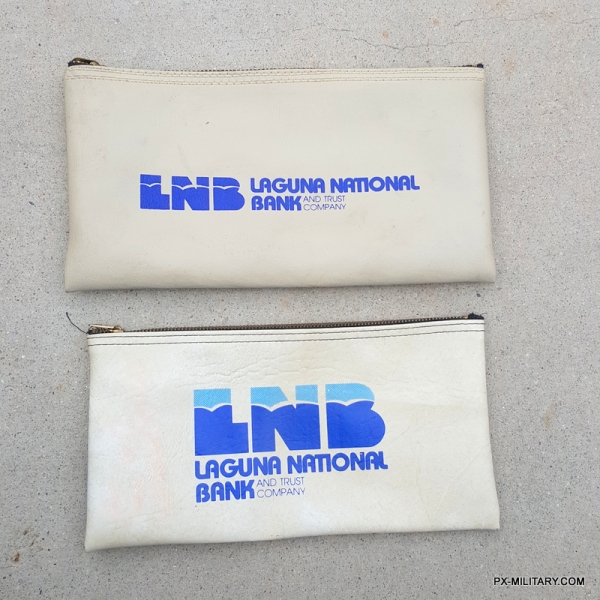 LNB LAGUNA NATIONAL
BANK AND TRUST
COMPANY
LNB
LAGUNA NATIONAL
BANK AND TRUST
COMPANY
PX-MILITARY.COM